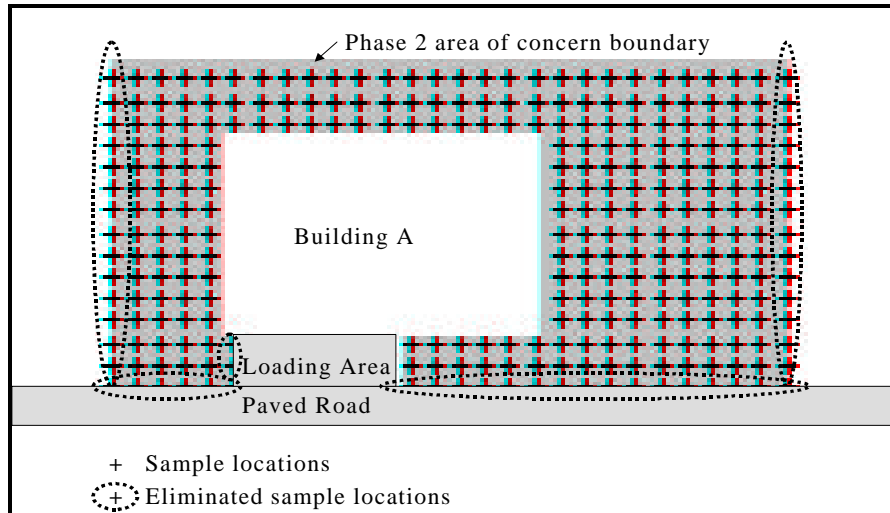 Phase 2 area of concern boundary
Building A
Loading Area
Paved Road
+ Sample locations
+ Eliminated sample locations